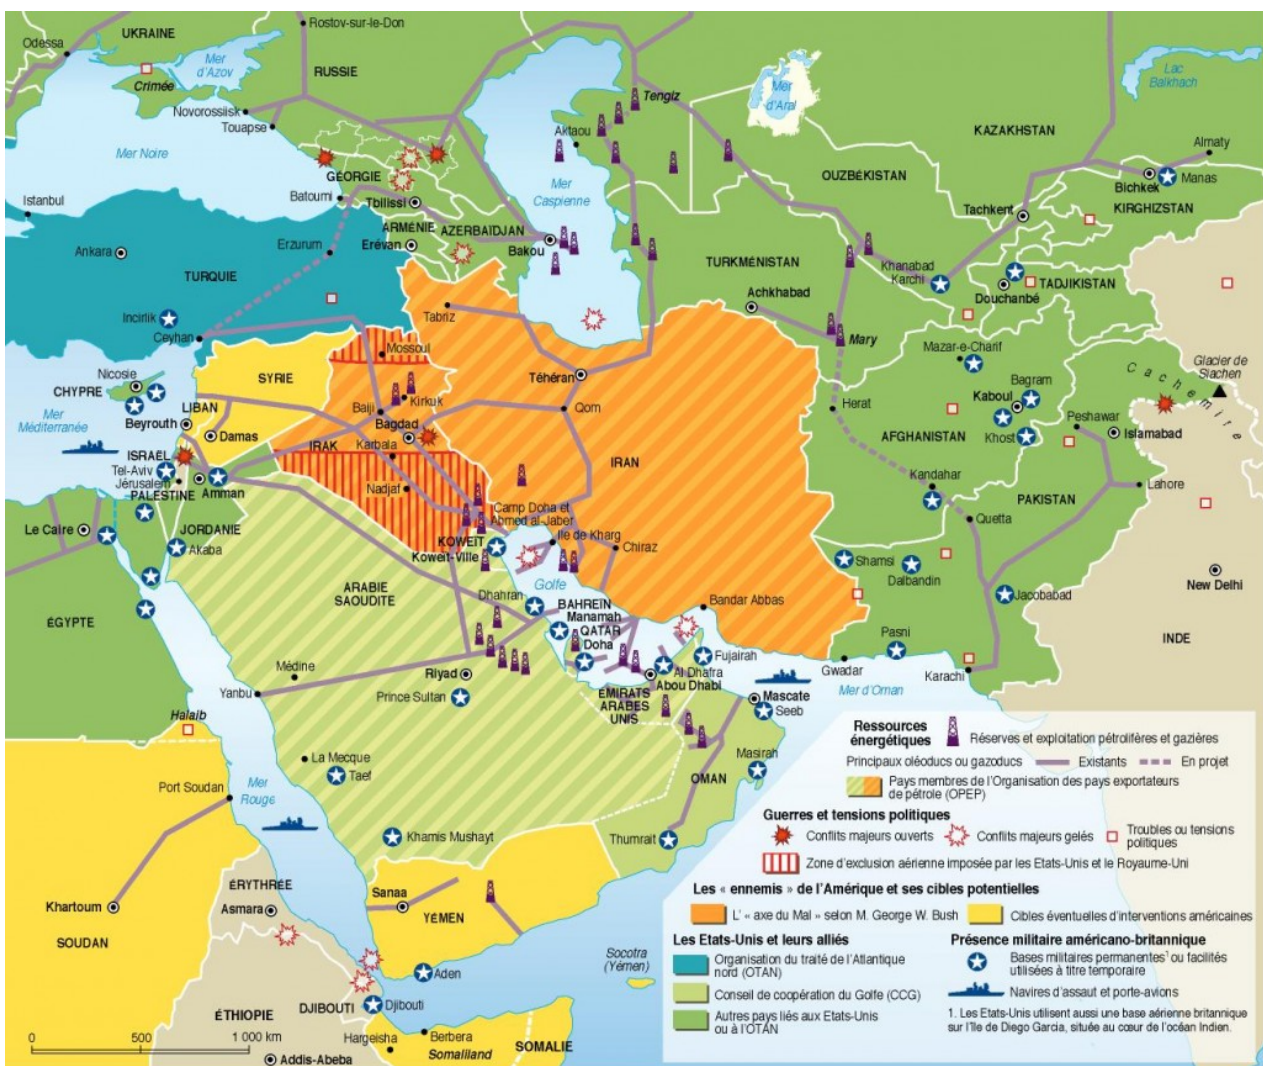 Rostov-sur-le-Don
UKRAINE
Odessa
Mer
d'Azov
RUSSIE
Crimée
Novorossiisk
Touapse
Mer Noire
GÉORGIE
Batoumi
Tbilissi
Istanbul
Ankara
Erzurum
ARMÉNIE
Erévan
AZERBAÏDJAN
Bakou
TURQUIE
Incirlik
Ceyhan
Tengiz
Aktaou
Mer
Caspienne
Mer
d'Aral
Lac
Balkhach
KAZAKHSTAN
Almaty
OUZBÉKISTAN
Bichkek
Manas
KIRGHIZSTAN
Tachkent
TURKMÉNISTAN
Khanabad
Karchi
TADJIKISTAN
Douchanbé
Achkhabad
Mary
Tabriz
Mossoul
SYRIE
Nicosie
CHYPRE
Mer
Méditerranée
LIBAN
Beyrouth
Damas
Kirkuk
Baiji
Bagdad
IRAK
Karbala
Nadjaf
Téhéran
Qom
IRAN
Herat
Mazar-e-Charif
Bagram
Kaboul
AFGHANISTAN
Khost
Peshawar
Islamabad
Cachemire
Glacier de
Siachen
Kandahar
Lahore
PAKISTAN
Quetta
ISRAËL
Tel-Aviv
Jérusalem
PALESTINE
Amman
JORDANIE
Akaba
Le Caire
ÉGYPTE
Camp Doha et
Ahmed al-Jaber
KOWEIT
Koweit-Ville
Ile de Kharg
Chiraz
Golfe
ARABIE
SAOUDITE
Dhahran
BAHREIN
Manamah
QATAR
Doha
Bandar Abbas
Shamsi
Dalbandin
Jacobabad
New Delhi
INDE
Pasni
Gwadar
Karachi
Mer d'Oman
Fujairah
Al Dhafra
Abou Dhabi
ÉMIRATS
ARABES
UNIS
Mascate
Seeb
Masirah
OMAN
Thumrait
Médine
Yanbu
Riyad
Prince Sultan
La Mecque
Taef
Khamis Mushayt
Halaib
Port Soudan
Mer
Rouge
Khartoum
SOUDAN
ÉRYTHRÉE
Asmara
Sanaa
YÉMEN
Aden
Socotra
(Yémen)
DJIBOUTI
Djibouti
ÉTHIOPIE
Addis-Abeba
Hargeisha
Berbera
Somaliland
SOMALIE
0 500 1 000 km
Ressources
énergétiques
Réserves et exploitation pétrolifères et gazières
Principaux oléoducs ou gazoducs
Existants
En projet
Pays membres de l'Organisation des pays exportateurs
de pétrole (OPEP)
Guerres et tensions politiques
Conflits majeurs ouverts
Conflits majeurs gelés
Troubles ou tensions
politiques
Zone d'exclusion aérienne imposée par les Etats-Unis et le Royaume-Uni
Les « ennemis » de l'Amérique et ses cibles potentielles
L' « axe du Mal » selon M. George W. Bush
Cibles éventuelles d'interventions américaines
Les Etats-Unis et leurs alliés
Organisation du traité de l'Atlantique
nord (OTAN)
Conseil de coopération du Golfe (CCG)
Autres pays liés aux Etats-Unis
ou à l'OTAN
Présence militaire américano-britannique
Bases militaires permanentes¹ ou facilités
utilisées à titre temporaire
Navires d'assaut et porte-avions
1. Les Etats-Unis utilisent aussi une base aérienne britannique
sur l'île de Diego Garcia, située au cœur de l'océan Indien.